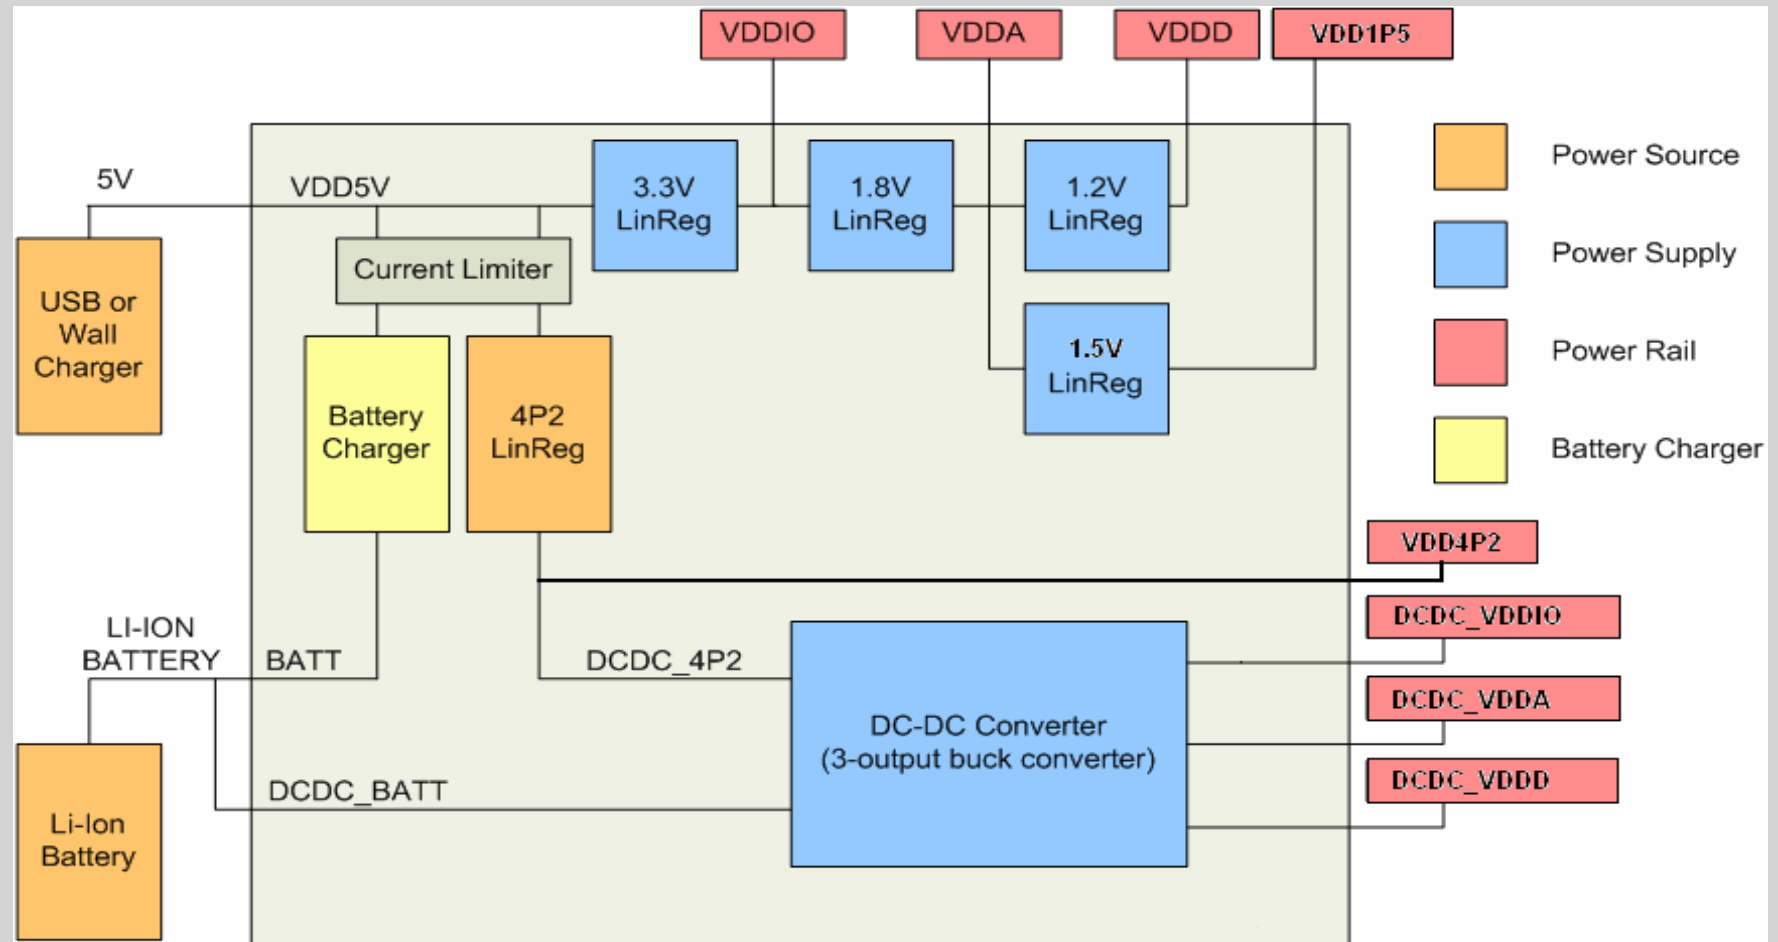 VDDIO
VDDA
VDDD
VDD1P5
5V
VDD5V
3.3V
LinReg
1.8V
LinReg
1.2V
LinReg
Power Source
Current Limiter
Power Supply
USB or
Wall
Charger
1.5V
LinReg
Power Rail
Battery
Charger
4P2
LinReg
Battery Charger
VDD4P2
LI-ION
BATTERY
BATT
DCDC_4P2
DCDC_VDDIO
DC-DC Converter
(3-output buck converter)
DCDC_VDDA
DCDC_BATT
DCDC_VDDD
Li-Ion
Battery